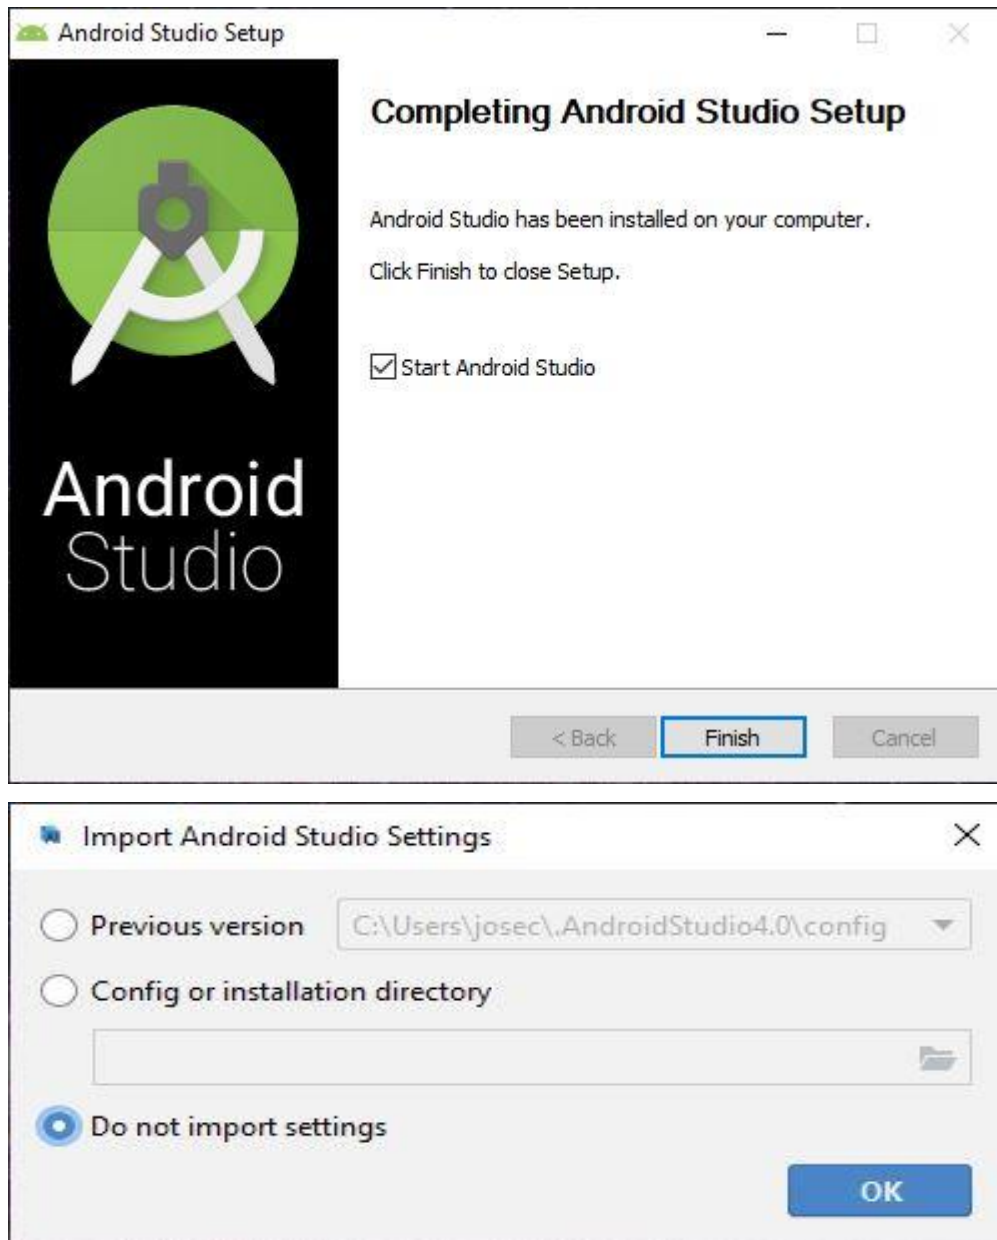 Android Studio Setup
Completing Android Studio Setup
Android Studio has been installed on your computer.
Click Finish to close Setup.
Start Android Studio
Android
Studio
< Back Finish Cancel
Import Android Studio Settings
Previous version C:\Users\josec\.AndroidStudio4.0\config
Config or installation directory
Do not import settings
OK